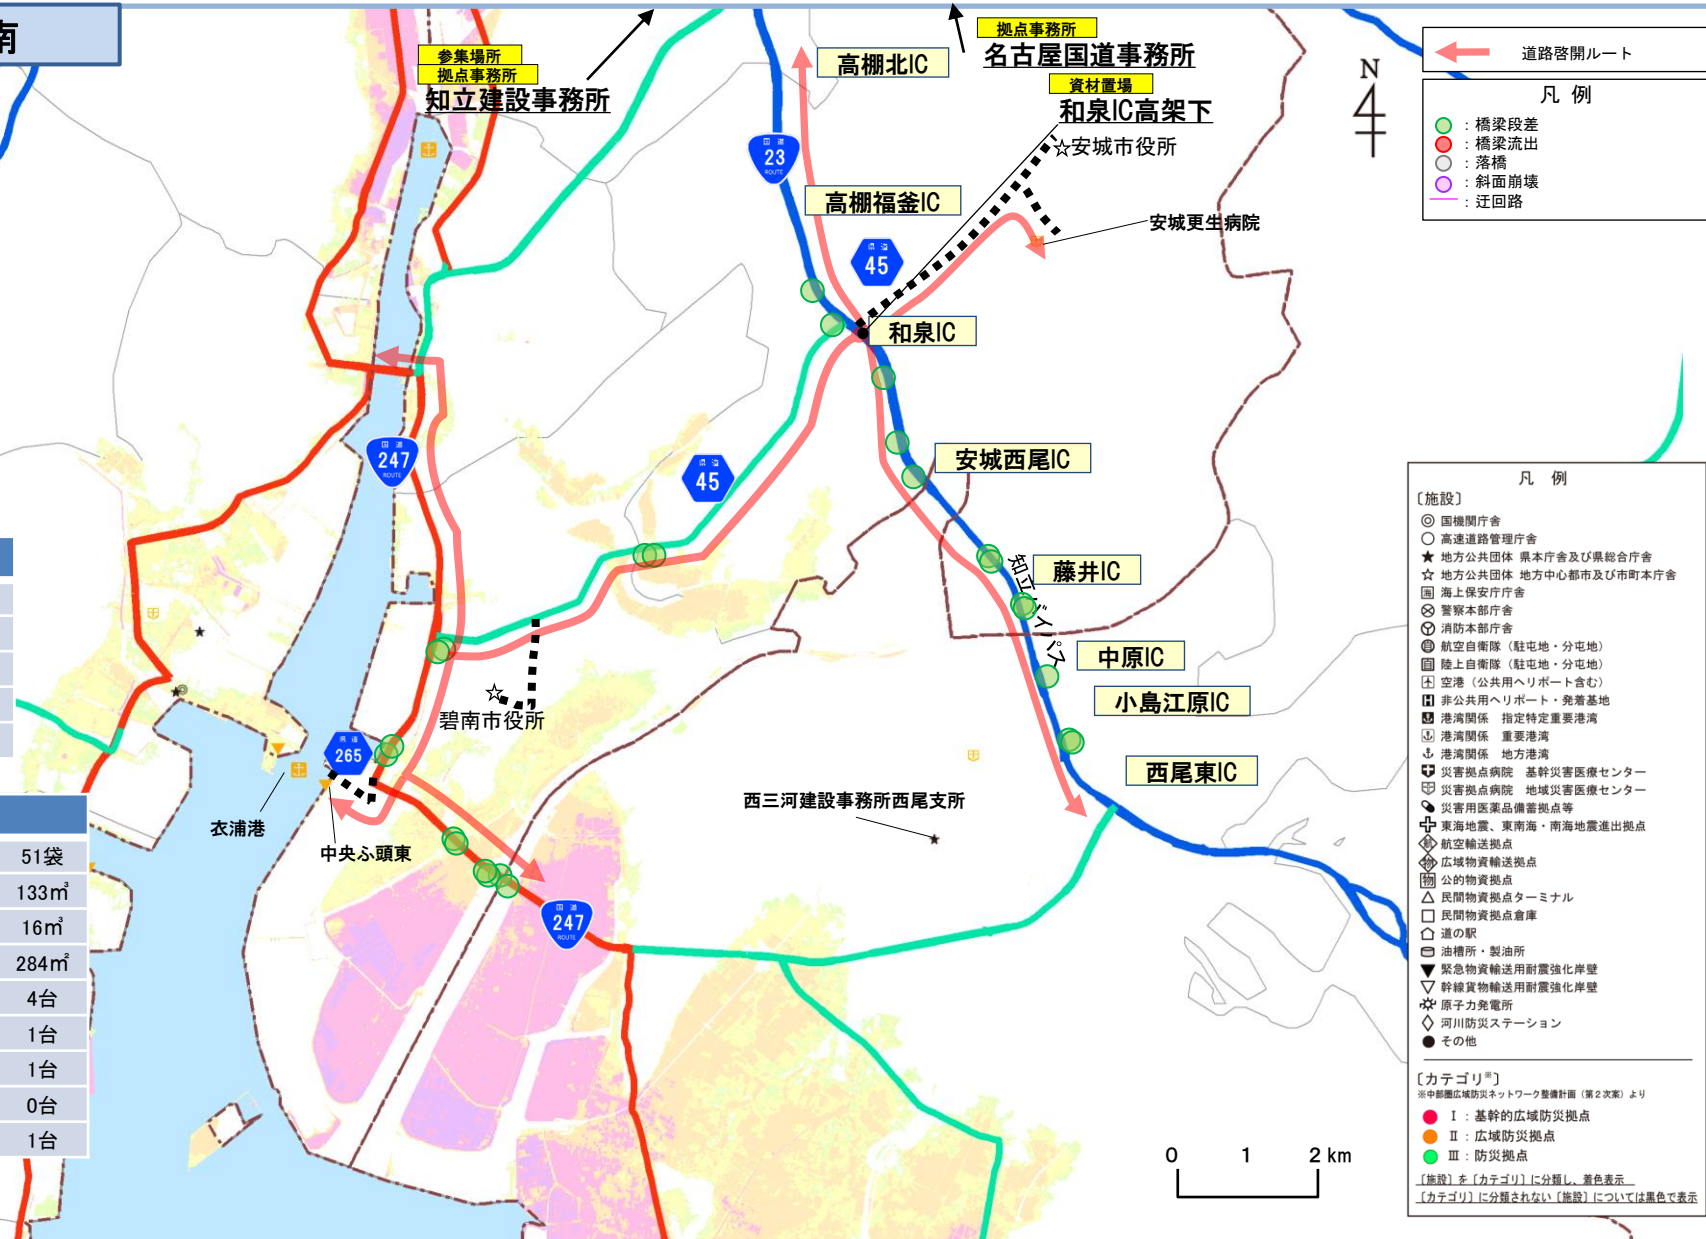 南
参集場所
拠点事務所
知立建設事務所
拠点事務所
名古屋国道事務所
資材置場
和泉IC高架下
☆安城市役所
高棚北IC
国道
23
ROUTE
高棚福釜IC
県道
45
安城更生病院
和泉IC
N
道路啓開ルート
凡 例
：橋梁段差
：橋梁流出
：落橋
：斜面崩壊
：迂回路
国道
247
ROUTE
県道
45
安城西尾IC
藤井IC
知立バイパス
中原IC
小島江原IC
西尾東IC
碧南市役所
県道
265
衣浦港
中央ふ頭東
西三河建設事務所西尾支所
国道
247
ROUTE
51袋
133㎥
16㎥
284㎥
4台
1台
1台
0台
1台
0 1 2 km
凡 例
〔施設〕
国機関庁舎
高速道路管理庁舎
地方公共団体 県本庁舎及び県総合庁舎
地方公共団体 地方中心都市及び市町本庁舎
海上保安庁庁舎
警察本部庁舎
消防本部庁舎
航空自衛隊（駐屯地・分屯地）
陸上自衛隊（駐屯地・分屯地）
空港（公共用ヘリポート含む）
非公共用ヘリポート・発着基地
港湾関係 指定特定重要港湾
港湾関係 重要港湾
港湾関係 地方港湾
災害拠点病院 基幹災害医療センター
災害拠点病院 地域災害医療センター
災害用医薬品備蓄拠点等
東海地震、東南海・南海地震進出拠点
航空輸送拠点
広域物資輸送拠点
公的物資拠点
民間物資拠点ターミナル
民間物資拠点倉庫
道の駅
油槽所・製油所
緊急物資輸送用耐震強化岸壁
幹線貨物輸送用耐震強化岸壁
原子力発電所
河川防災ステーション
その他
〔カテゴリ※〕
※中部圏広域防災ネットワーク整備計画（第２次案）より
Ⅰ：基幹的広域防災拠点
Ⅱ：広域防災拠点
Ⅲ：防災拠点
［施設］を［カテゴリ］に分類し、着色表示
［カテゴリ］に分類されない［施設］については黒色で表示